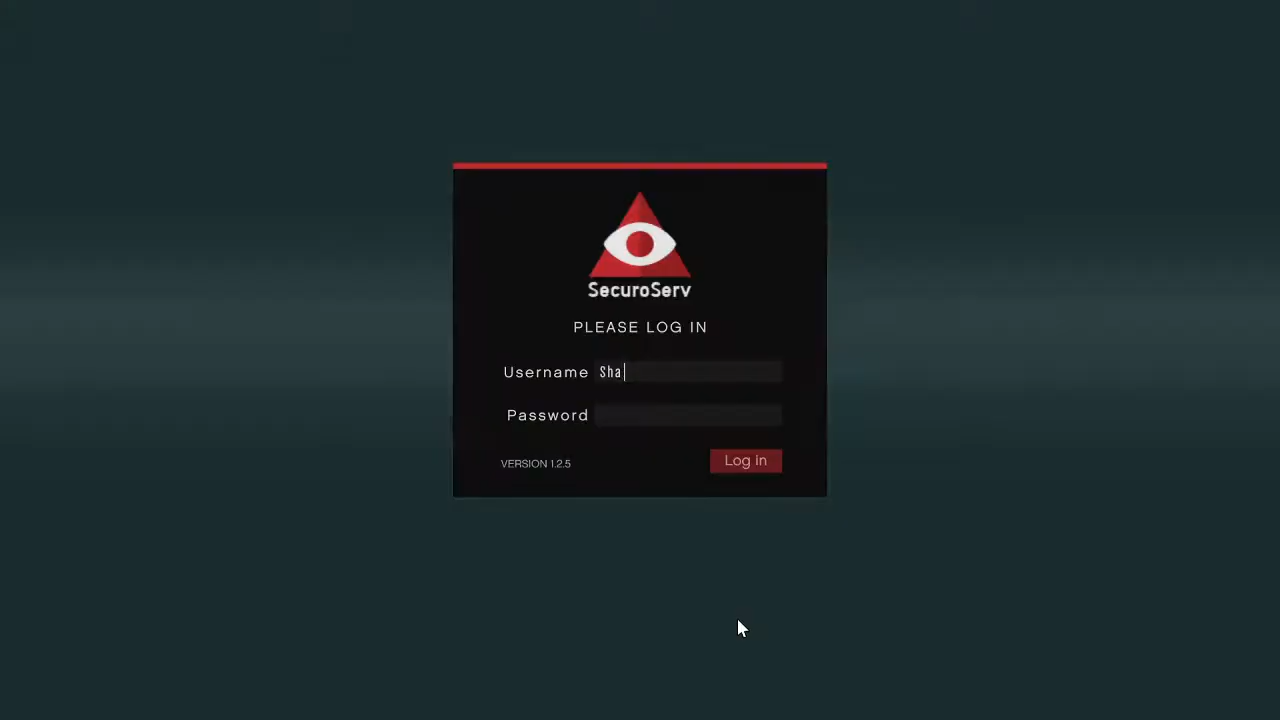 SecuroServ
PLEASE LOG IN
Username Sha
Password
VERSION 1.2.5 Log in